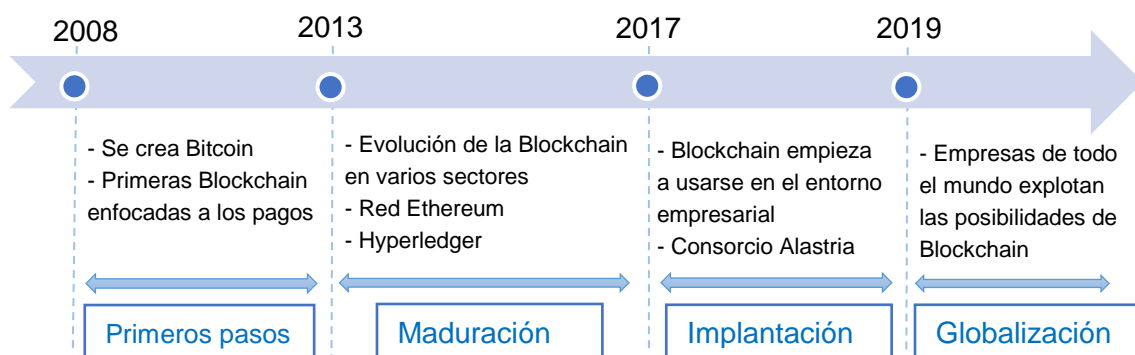 2008
2013
2017
2019
- Se crea Bitcoin
- Primeras Blockchain
enfocadas a los pagos
- Evolución de la Blockchain
en varios sectores
- Red Ethereum
- Hyperledger
- Blockchain empieza
a usarse en el entorno
empresarial
- Consorcio Alastria
- Empresas de todo
el mundo explotan
las posibilidades de
Blockchain
Primeros pasos
Maduración
Implantación
Globalización